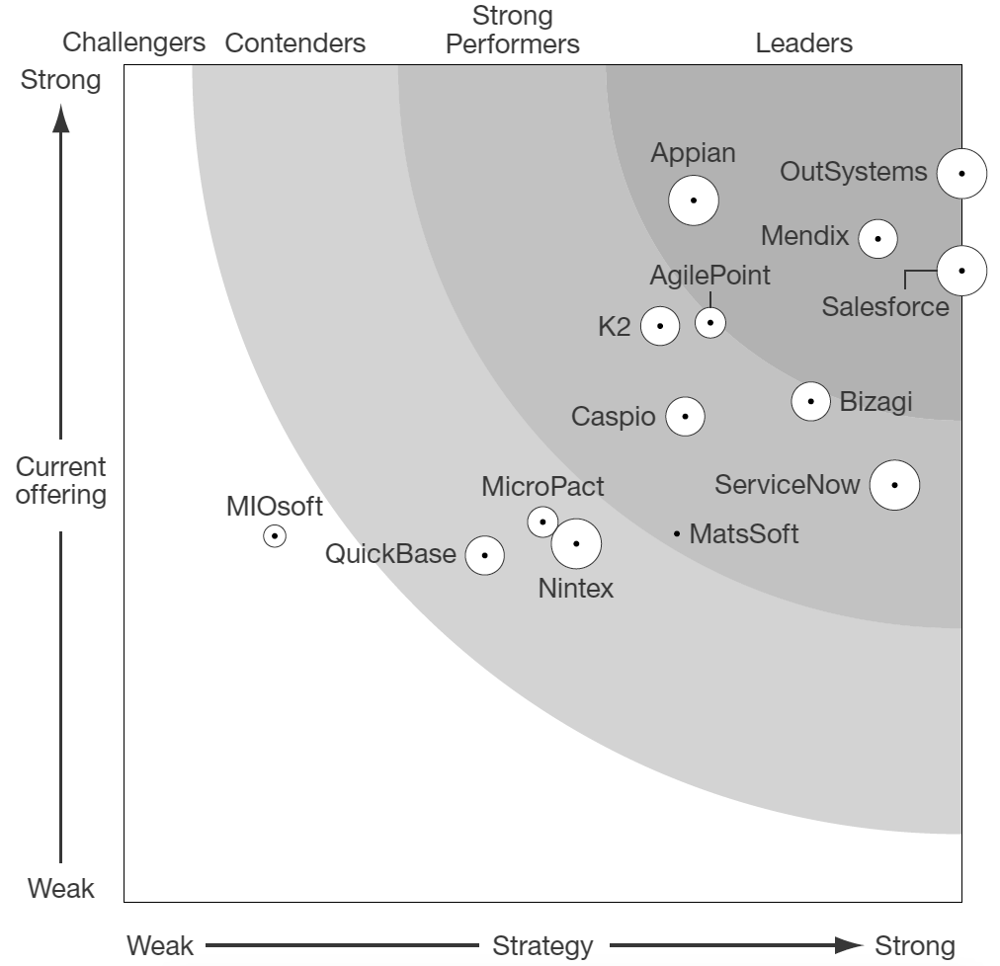 Strong
Challengers Contenders Performers Leaders
Strong
Appian
OutSystems
Mendix
AgilePoint
Salesforce
K2
Bizagi
Caspio
Current
offering
ServiceNow
MicroPact
MIOsoft
MatsSoft
QuickBase
Nintex
Weak
Weak Strategy Strong